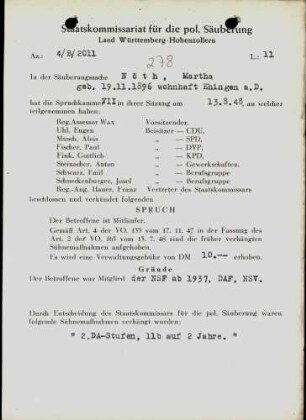 Staatskommissariat für die pol. Säuberung
Land Württemberg-Hohenzollern
Az.: 4/B/2011 L.: 11
278
In der Säuberungssache Nöth, Martha
geb. 19.11.1896 wohnhaft Ehingen a.D.
hat die Spruchkammer VII in ihrer Sitzung am 13.8.48, an welcher
teilgenommen haben:
Reg. Assessor Wax Vorsitzender,
Uhl, Eugen Beisitzer — CDU,
Musch, Alois „ — SPD,
Fischer, Paul „ — DVP,
Fink, Gottlieb „ — KPD,
Steinacher, Anton „ — Gewerkschaften.
Schwarz, Emil „ — Berufsgruppe
Schneckenburger, Josef „ — Berufsgruppe
Reg.-Ang. Hauer, Franz Vertreter des Staatskommissars
beschlossen und verkündet folgenden
SPRUCH
Der Betroffene ist Mitläufer.
Gemäß Art. 4 der VO. 133 vom 17. 11. 47 in der Fassung des
Art. 2 der VO. 165 vom 13. 7. 48 sind die früher verhängten
Sühnemaßnahmen aufgehoben.
Es wird eine Verwaltungsgebühr von DM 10.-- erhoben.
Gründe
Der Betroffene war Mitglied der NSF ab 1937, DAF, NSV.
Durch Entscheidung des Staatskommissars für die pol. Säuberung waren
folgende Sühnemaßnahmen verhängt worden:
" 2.DA-Stufen, 11b auf 2 Jahre. "